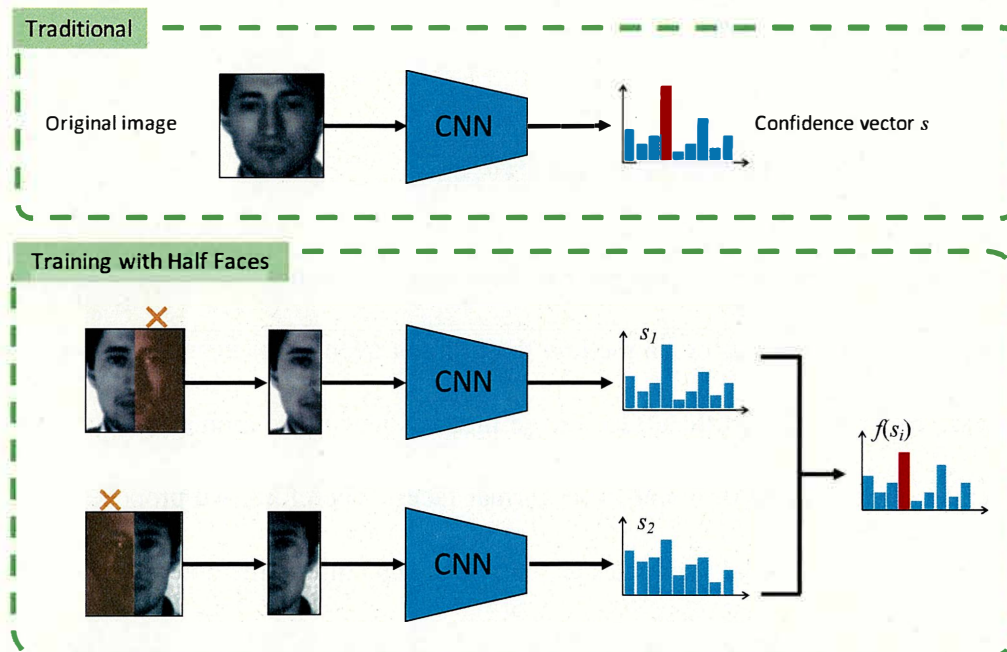 Traditional
Original image
CNN
Confidence vector s
Training with Half Faces
CNN
s1
f(si)
CNN
s2